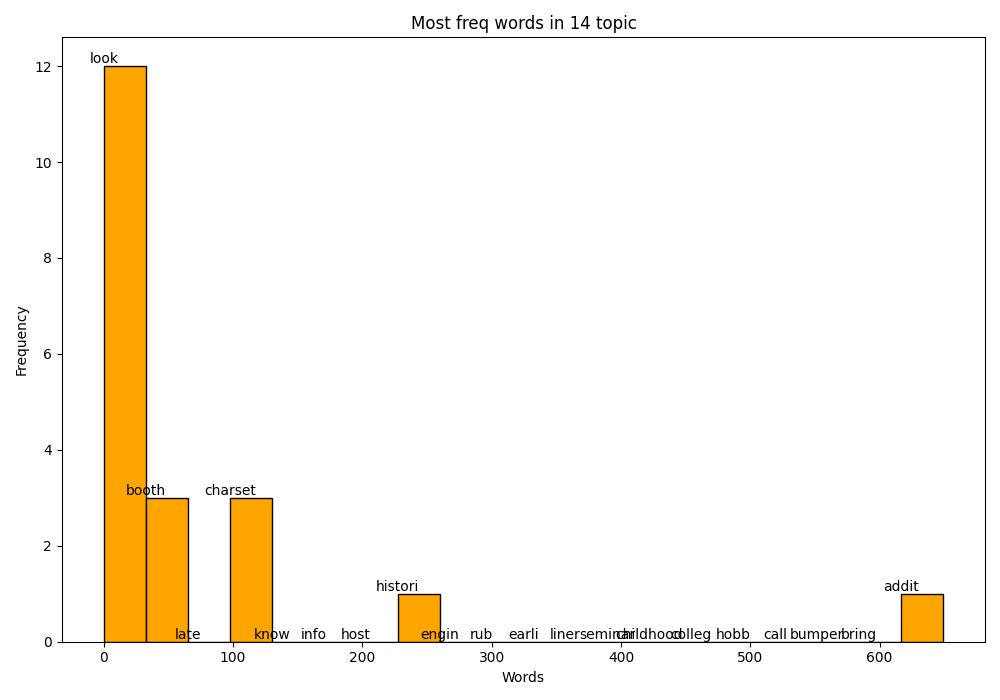 Most freq words in 14 topic
Frequency
12
10
8
6
4
2
0
look
booth
charset
histori
addit
late know info host engin rub earli liner seminar childhood colleg hobb call bumper bring
0 100 200 300 400 500 600
Words